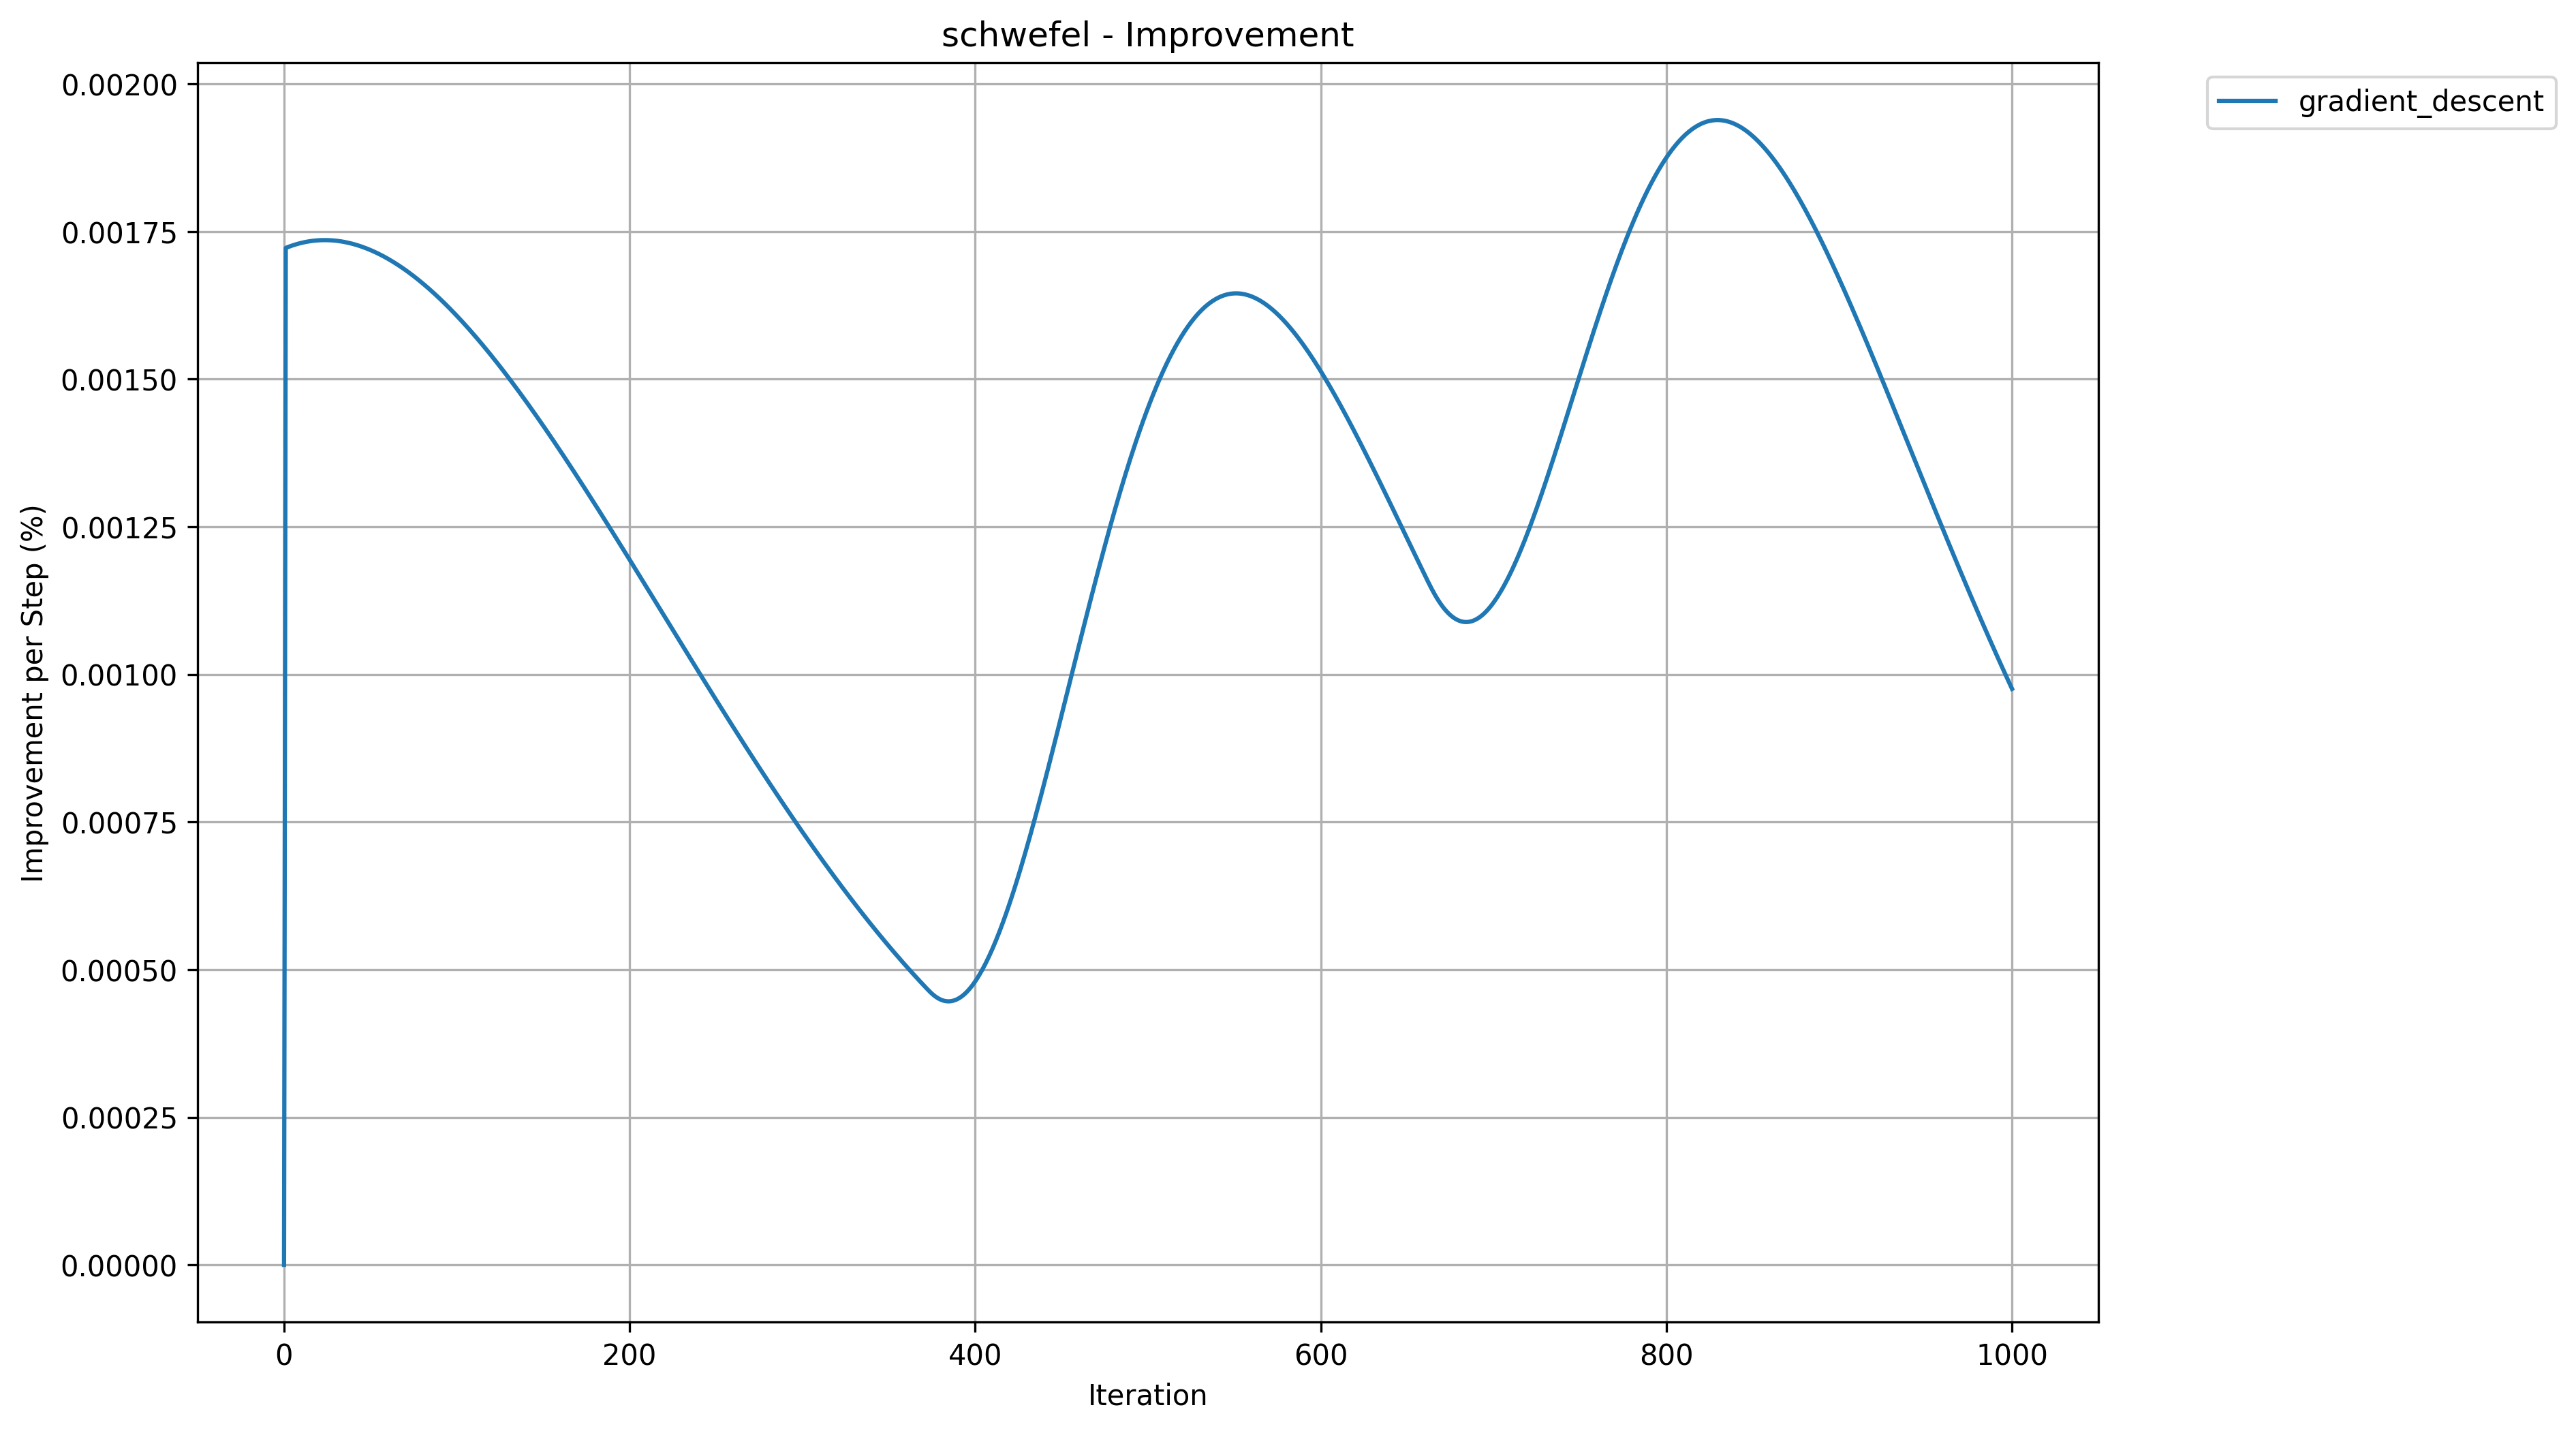 schwefel - Improvement
gradient_descent
Improvement per Step (%)
0.00200
0.00175
0.00150
0.00125
0.00100
0.00075
0.00050
0.00025
0.00000
0 200 400 600 800 1000
Iteration